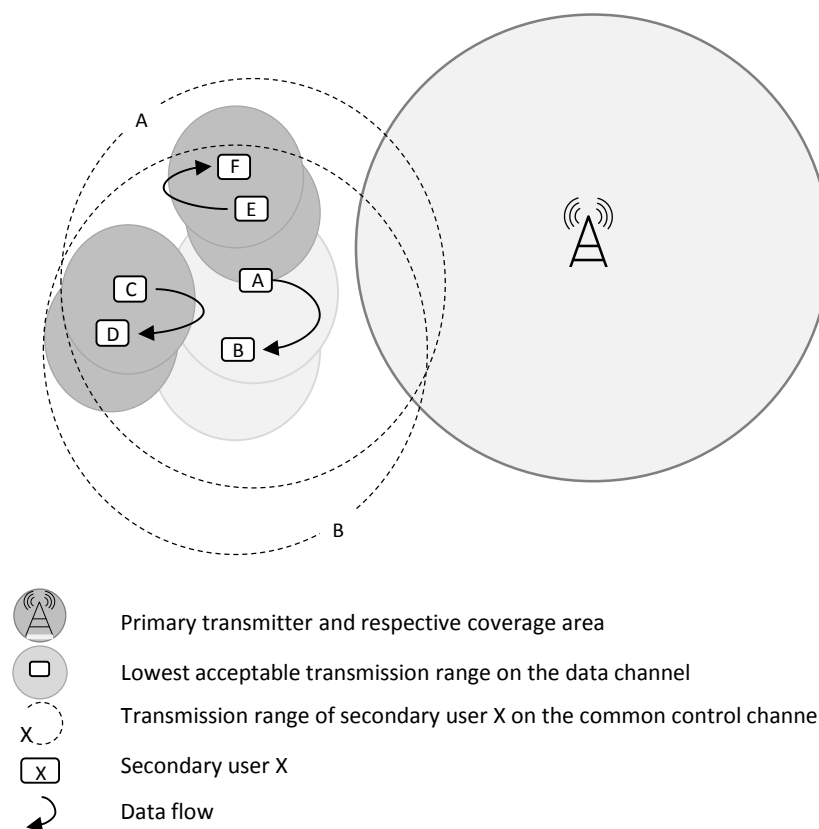 A
F
E
C
A
D
B
B
Primary transmitter and respective coverage area
Lowest acceptable transmission range on the data channel
X
Transmission range of secondary user X on the common control channel
X
Secondary user X
Data flow